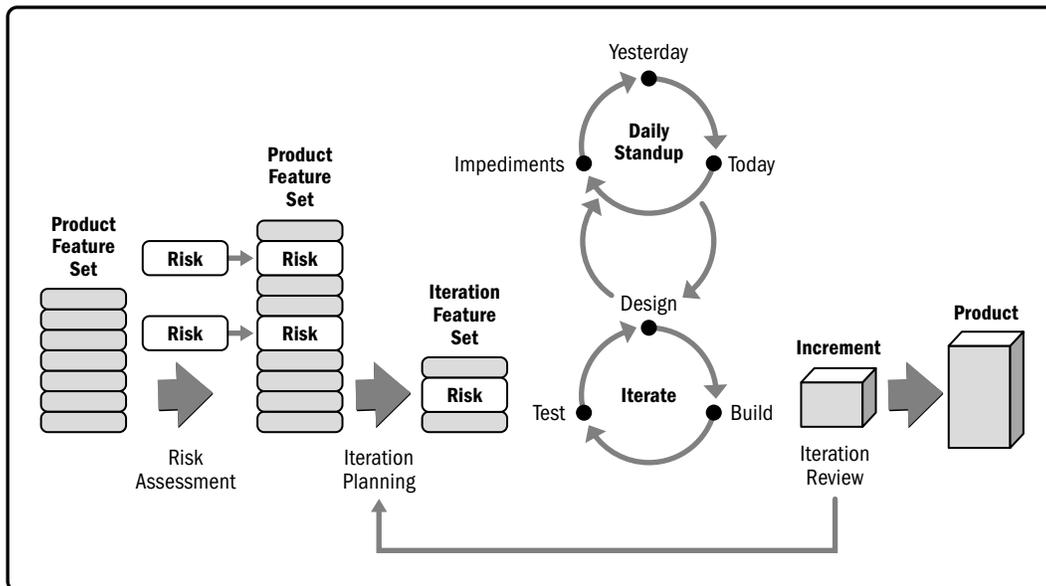 Product
Feature
Set
Risk
Risk
Risk
Assessment
Product
Feature
Set
Risk
Risk
Iteration
Planning
Iteration
Feature
Set
Risk
Yesterday
Daily
Standup
Impediments
Today
Design
Iterate
Test
Build
Increment
Iteration
Review
Product